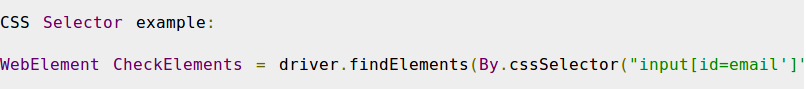 CSS Selector example:
WebElement CheckElements = driver.findElements(By.cssSelector("input[id=email']"